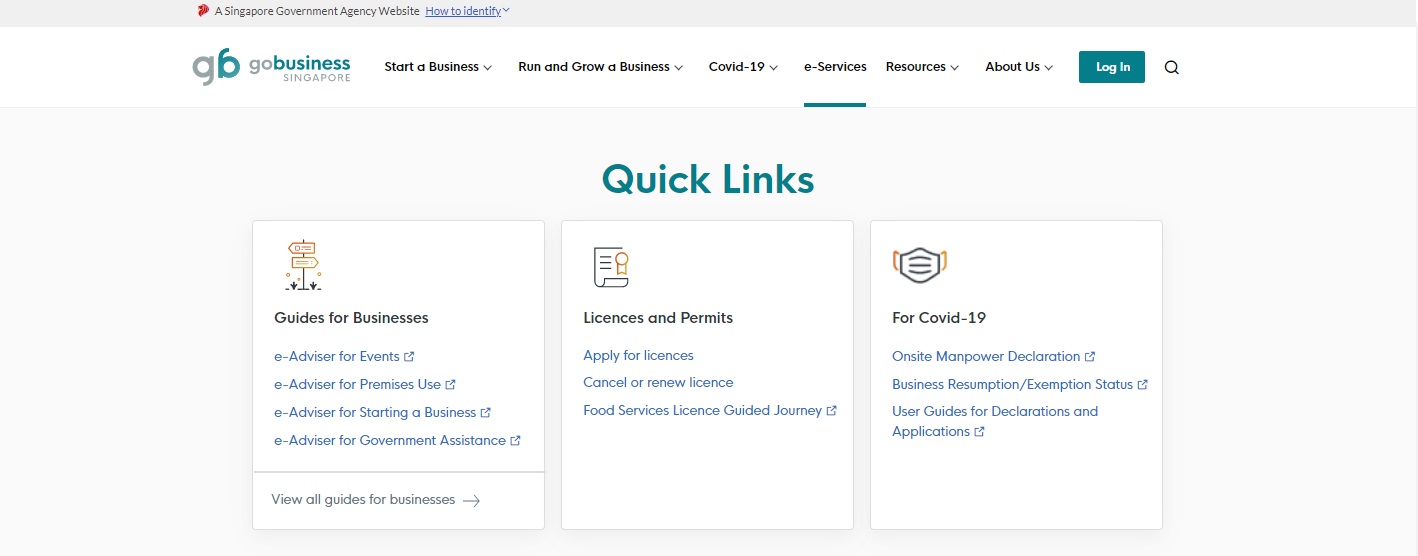 A Singapore Government Agency Website How to identify
gobusiness
SINGAPORE
Start a Business
Run and Grow a Business
Covid-19
e-Services
Resources
About Us
Log In
Quick Links
Guides for Businesses
e-Adviser for Events
e-Adviser for Premises Use
e-Adviser for Starting a Business
e-Adviser for Government Assistance
View all guides for businesses
Licences and Permits
Apply for licences
Cancel or renew licence
Food Services Licence Guided Journey
For Covid-19
Onsite Manpower Declaration
Business Resumption/Exemption Status
User Guides for Declarations and
Applications